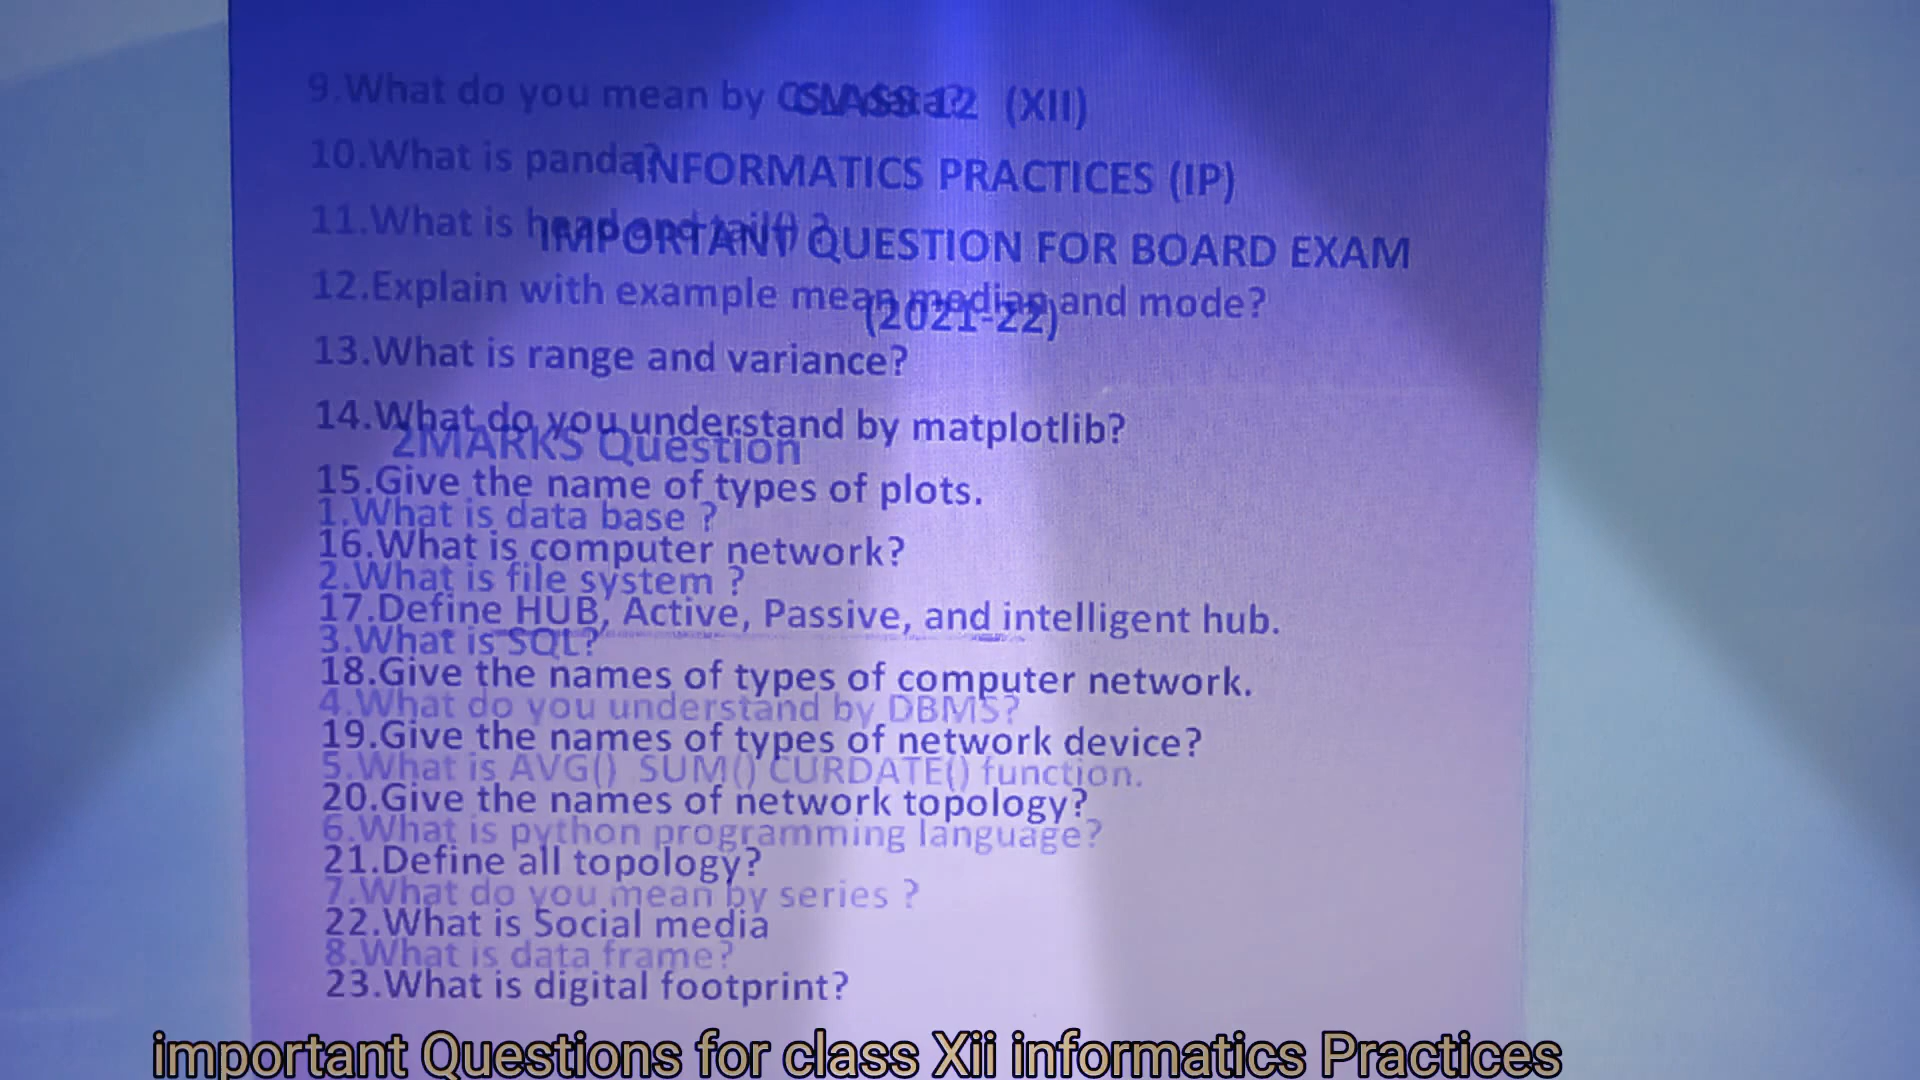 CLASS 12 (XII)
INFORMATICS PRACTICES (IP)
IMPORTANT QUESTION FOR BOARD EXAM
(2021-22)
2MARKS Question
1.What is data base ?
2.What is file system ?
3.What is SQL?
4.What do you understand by DBMS?
5.What is AVG() SUM() CURDATE() function.
6.What is python programming language?
7.What do you mean by series ?
8.What is data frame?
9.What do you mean by
10.What is panda?
11.What is head and tail() ?
12.Explain with example mean median and mode?
13.What is range and variance?
14.What do you understand by matplotlib?
15.Give the name of types of plots.
16.What is computer network?
17.Define HUB, Active, Passive, and intelligent hub.
18.Give the names of types of computer network.
19.Give the names of types of network device?
20.Give the names of network topology?
21.Define all topology?
22.What is Social media
23.What is digital footprint?
important Questions for class Xii informatics Practices